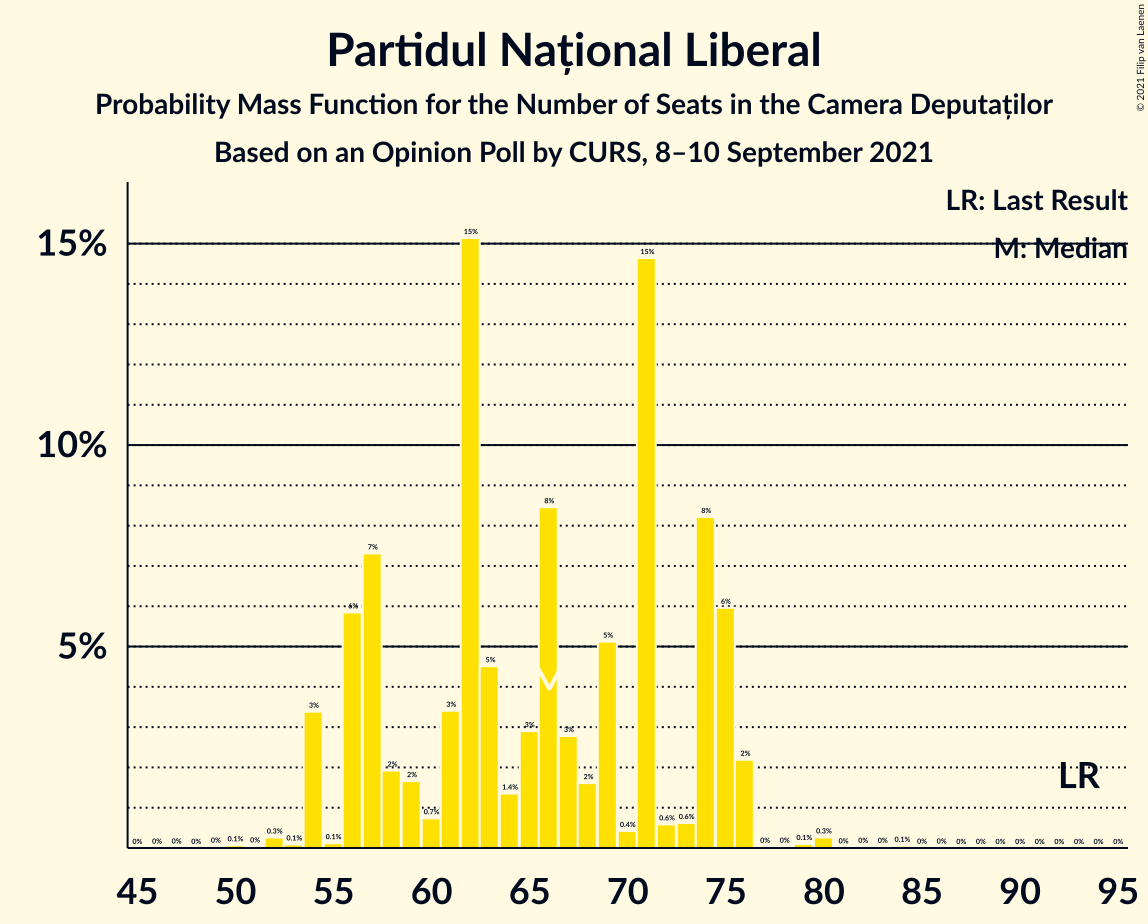 Partidul Național Liberal
Probability Mass Function for the Number of Seats in the Camera Deputaților
Based on an Opinion Poll by CURS, 8–10 September 2021
© 2021 Filip van Laenen
LR: Last Result
M: Median
15%
10%
5%
0% 0% 0% 0% 0% 0.1% 0% 0.3% 0.1% 3% 0.1% 6% 7% 2% 2% 0.7% 3% 15% 5% 1.4% 3% 8% 3% 2% 5% 0.4% 15% 0.6% 0.6% 8% 6% 2% 0% 0% 0.1% 0.3% 0% 0% 0% 0.1% 0% 0% 0% 0% 0% 0% 0% 0% 0% 0% 0%
LR
45 50 55 60 65 70 75 80 85 90 95